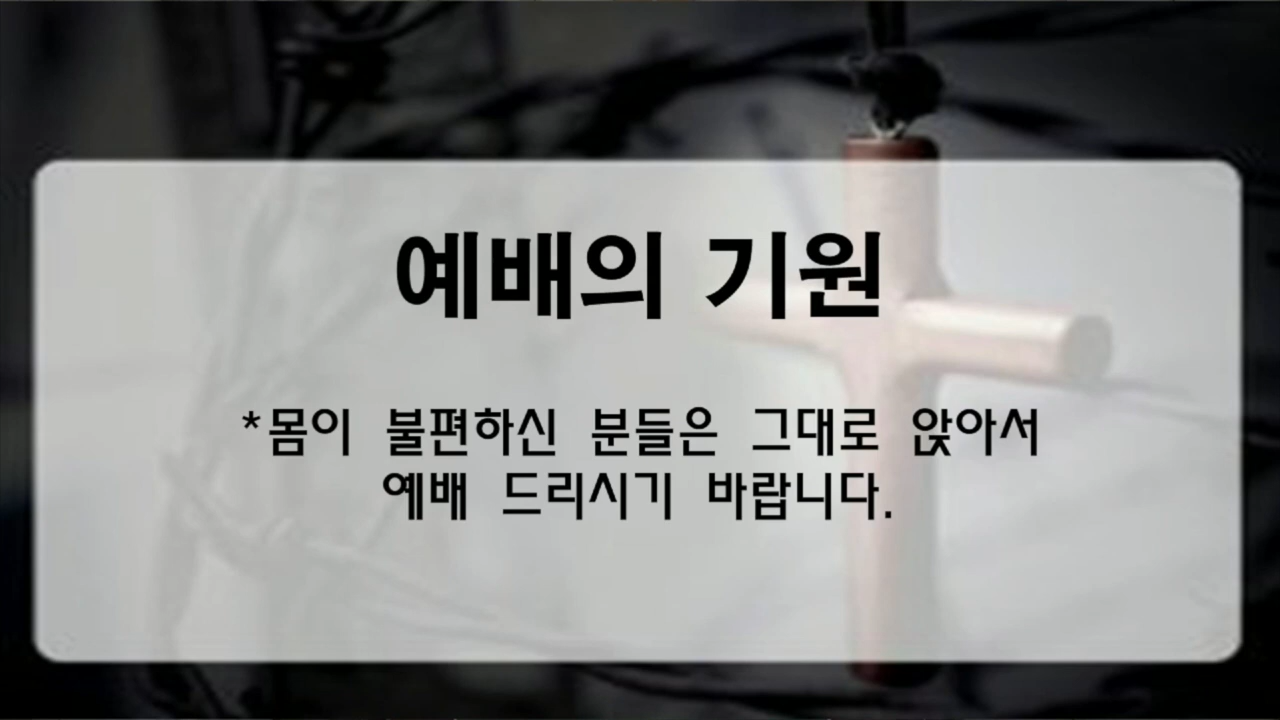 예배의 기원
*몸이 불편하신 분들은 그대로 앉아서
예배 드리시기 바랍니다.